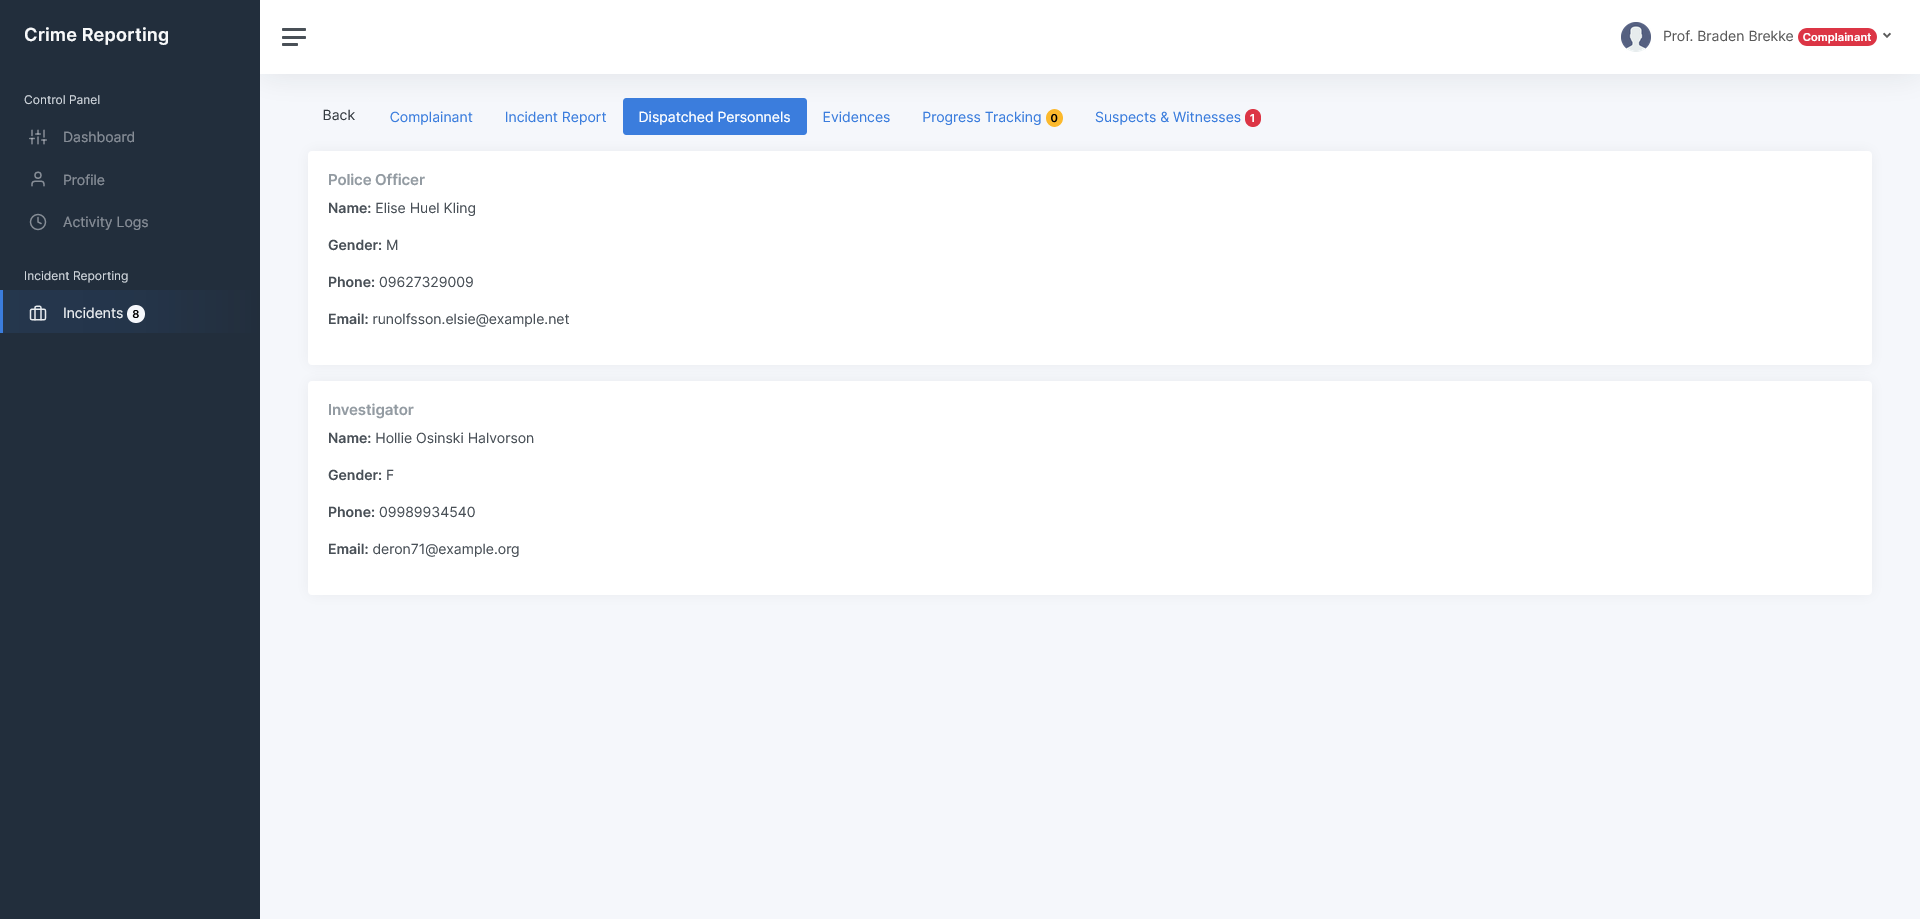 Crime Reporting
Prof. Braden Brekke Complainant
Control Panel
Dashboard
Profile
Activity Logs
Incident Reporting
Incidents 8
Back Complainant Incident Report Dispatched Personnels Evidences Progress Tracking 0 Suspects & Witnesses 1
Police Officer
Name: Elise Huel Kling
Gender: M
Phone: 09627329009
Email: runolfsson.elsie@example.net
Investigator
Name: Hollie Osinski Halvorson
Gender: F
Phone: 09989934540
Email: deron71@example.org